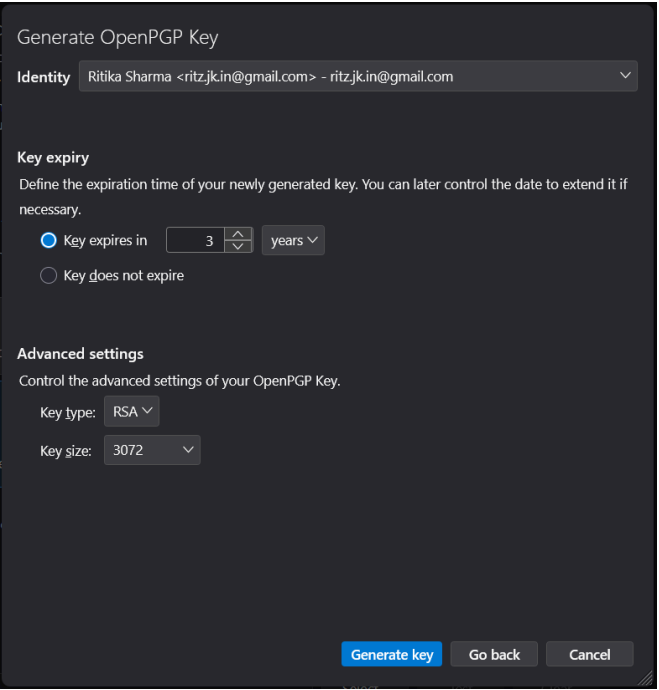 Generate OpenPGP Key
Identity Ritika Sharma <ritz.jk.in@gmail.com> - ritz.jk.in@gmail.com
Key expiry
Define the expiration time of your newly generated key. You can later control the date to extend it if
necessary.
Key expires in 3 years
Key does not expire
Advanced settings
Control the advanced settings of your OpenPGP Key.
Key type: RSA
Key size: 3072
Generate key Go back Cancel